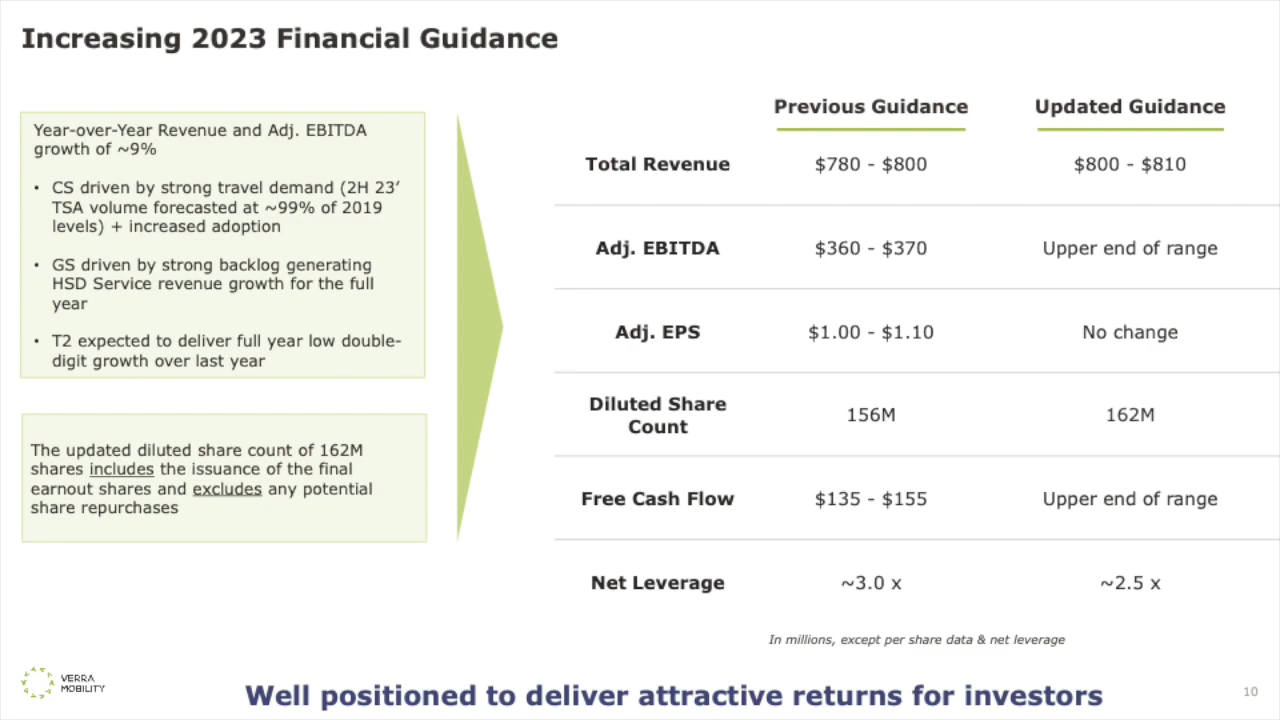 Increasing 2023 Financial Guidance
Year-over-Year Revenue and Adj. EBITDA
growth of ~9%
• CS driven by strong travel demand (2H 23′
TSA volume forecasted at ~99% of 2019
levels) + increased adoption
• GS driven by strong backlog generating
HSD Service revenue growth for the full
year
• T2 expected to deliver full year low double-
digit growth over last year
The updated diluted share count of 162M
shares includes the issuance of the final
earnout shares and excludes any potential
share repurchases
Previous Guidance Updated Guidance
Total Revenue $780 - $800 $800 - $810
Adj. EBITDA $360 - $370 Upper end of range
Adj. EPS $1.00 - $1.10 No change
Diluted Share
Count 156M 162M
Free Cash Flow $135 - $155 Upper end of range
Net Leverage ~3.0 x ~2.5 x
In millions, except per share data & net leverage
VERRA
MOBILITY
Well positioned to deliver attractive returns for investors
10